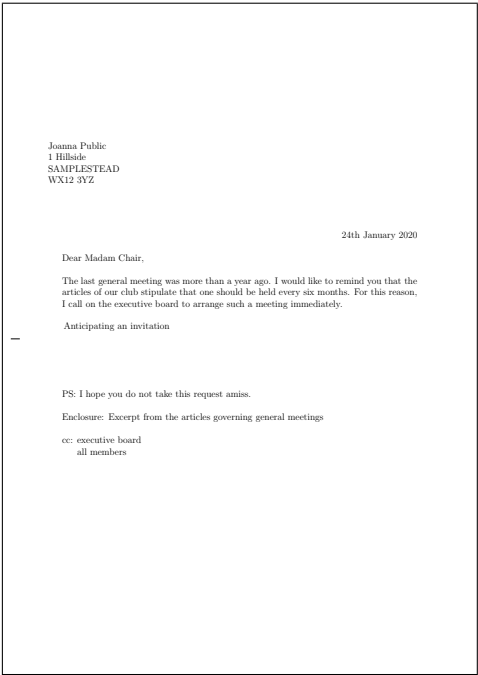 Joanna Public
1 Hillside
SAMPLESTEAD
WX12 3YZ
24th January 2020
Dear Madam Chair,
The last general meeting was more than a year ago. I would like to remind you that the
articles of our club stipulate that one should be held every six months. For this reason,
I call on the executive board to arrange such a meeting immediately.
Anticipating an invitation
PS: I hope you do not take this request amiss.
Enclosure: Excerpt from the articles governing general meetings
cc: executive board
all members